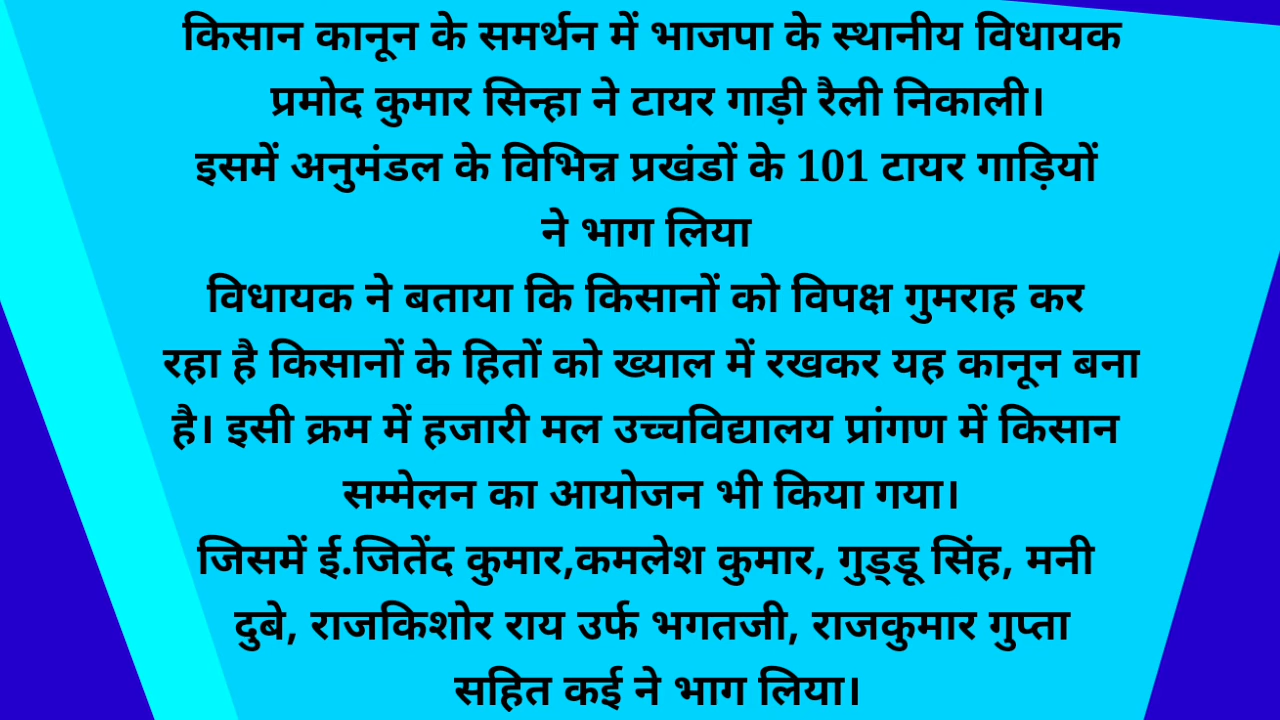 किसान कानून के समर्थन में भाजपा के स्थानीय विधायक
प्रमोद कुमार सिन्हा ने टायर गाड़ी रैली निकाली।
इसमें अनुमंडल के विभिन्न प्रखंडों के 101 टायर गाड़ियों
ने भाग लिया
विधायक ने बताया कि किसानों को विपक्ष गुमराह कर
रहा है किसानों के हितों को ख्याल में रखकर यह कानून बना
है। इसी क्रम में हजारी मल उच्चविद्यालय प्रांगण में किसान
सम्मेलन का आयोजन भी किया गया।
जिसमें ई.जितेंद कुमार,कमलेश कुमार, गुड्डू सिंह, मनी
दुबे, राजकिशोर राय उर्फ भगतजी, राजकुमार गुप्ता
सहित कई ने भाग लिया।